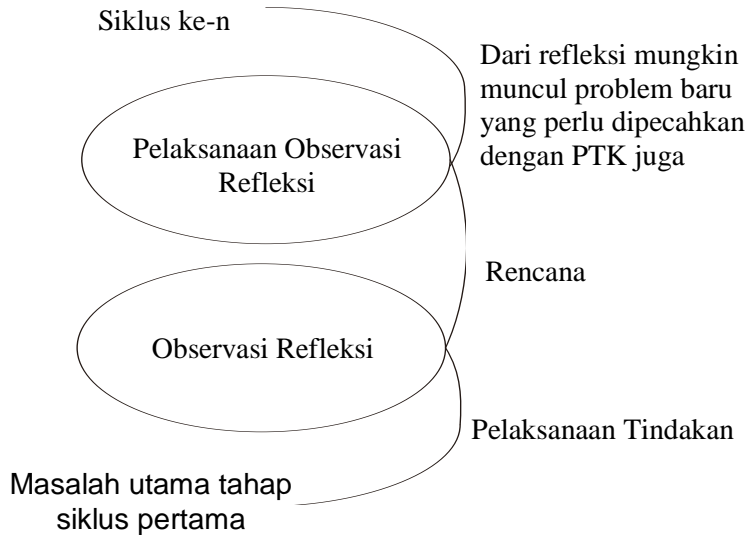 Siklus ke-n
Dari refleksi mungkin
muncul problem baru
yang perlu dipecahkan
dengan PTK juga
Pelaksanaan Observasi
Refleksi
Rencana
Observasi Refleksi
Pelaksanaan Tindakan
Masalah utama tahap
siklus pertama